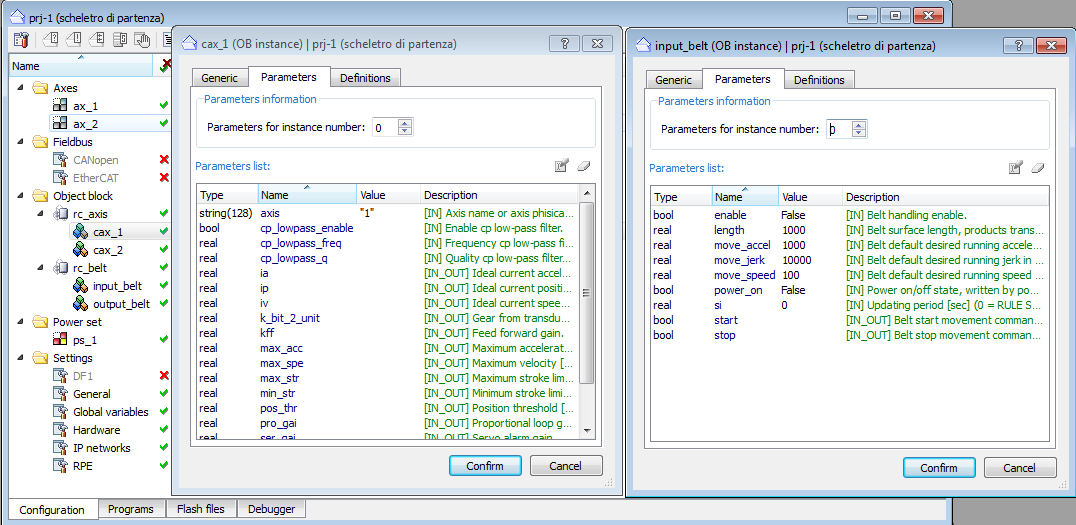 prj-1 (scheletro di partenza)
Name
Axes
ax_1
ax_2
Fieldbus
CANopen
EtherCAT
Object block
rc_axis
cax_1
cax_2
rc_belt
input_belt
output_belt
Power set
ps_1
Settings
DF1
General
Global variables
Hardware
IP networks
RPE
Configuration Programs Flash files Debugger
cax_1 (OB instance) | prj-1 (scheletro di partenza)
Generic Parameters Definitions
Parameters information
Parameters for instance number: 0
Parameters list:
Type Name Value Description
string(128) axis "1" [IN] Axis name or axis phisica...
bool cp_lowpass_enable [IN] Enable cp low-pass filter.
real cp_lowpass_freq [IN] Frequency cp low-pass fi...
real cp_lowpass_q [IN] Quality cp low-pass filter...
real ia [IN_OUT] Ideal current accel...
real ip [IN_OUT] Ideal current positi...
real iv [IN_OUT] Ideal current spee...
real k_bit_2_unit [IN_OUT] Gear from transdu...
real kff [IN_OUT] Feed forward gain.
real max_acc [IN_OUT] Maximum accelerat...
real max_spe [IN_OUT] Maximum velocity [...
real max_str [IN_OUT] Maximum stroke lim...
real min_str [IN_OUT] Minimum stroke limi...
real pos_thr [IN_OUT] Position threshold [...
real pro_gai [IN_OUT] Proportional loop g...
real ser_gai [IN_OUT] Servo alarm gain
Confirm Cancel
input_belt (OB instance) | prj-1 (scheletro di partenza)
Generic Parameters Definitions
Parameters information
Parameters for instance number: 0
Parameters list:
Type Name Value Description
bool enable False [IN] Belt handling enable.
real length 1000 [IN] Belt surface length, products trans...
real move_accel 1000 [IN] Belt default desired running accele...
real move_jerk 10000 [IN] Belt default desired running jerk in ...
real move_speed 100 [IN] Belt default desired running speed ...
bool power_on False [IN] Power on/off state, written by po...
real si 0 [IN] Updating period [sec] (0 = RULE S...
bool start [IN_OUT] Belt start movement comman...
bool stop [IN_OUT] Belt stop movement comman...
Confirm Cancel